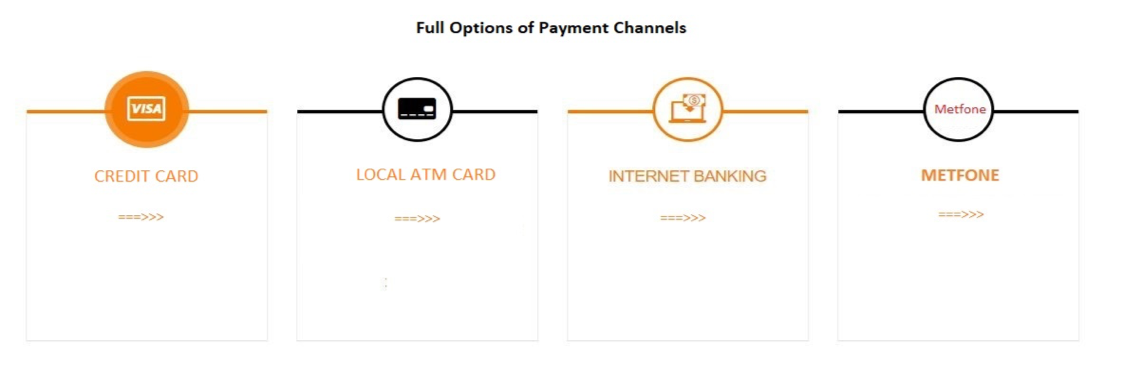 Full Options of Payment Channels
VISA
CREDIT CARD
===>>>
LOCAL ATM CARD
===>>>
:
INTERNET BANKING
===>>>
Metfone
METFONE
===>>>